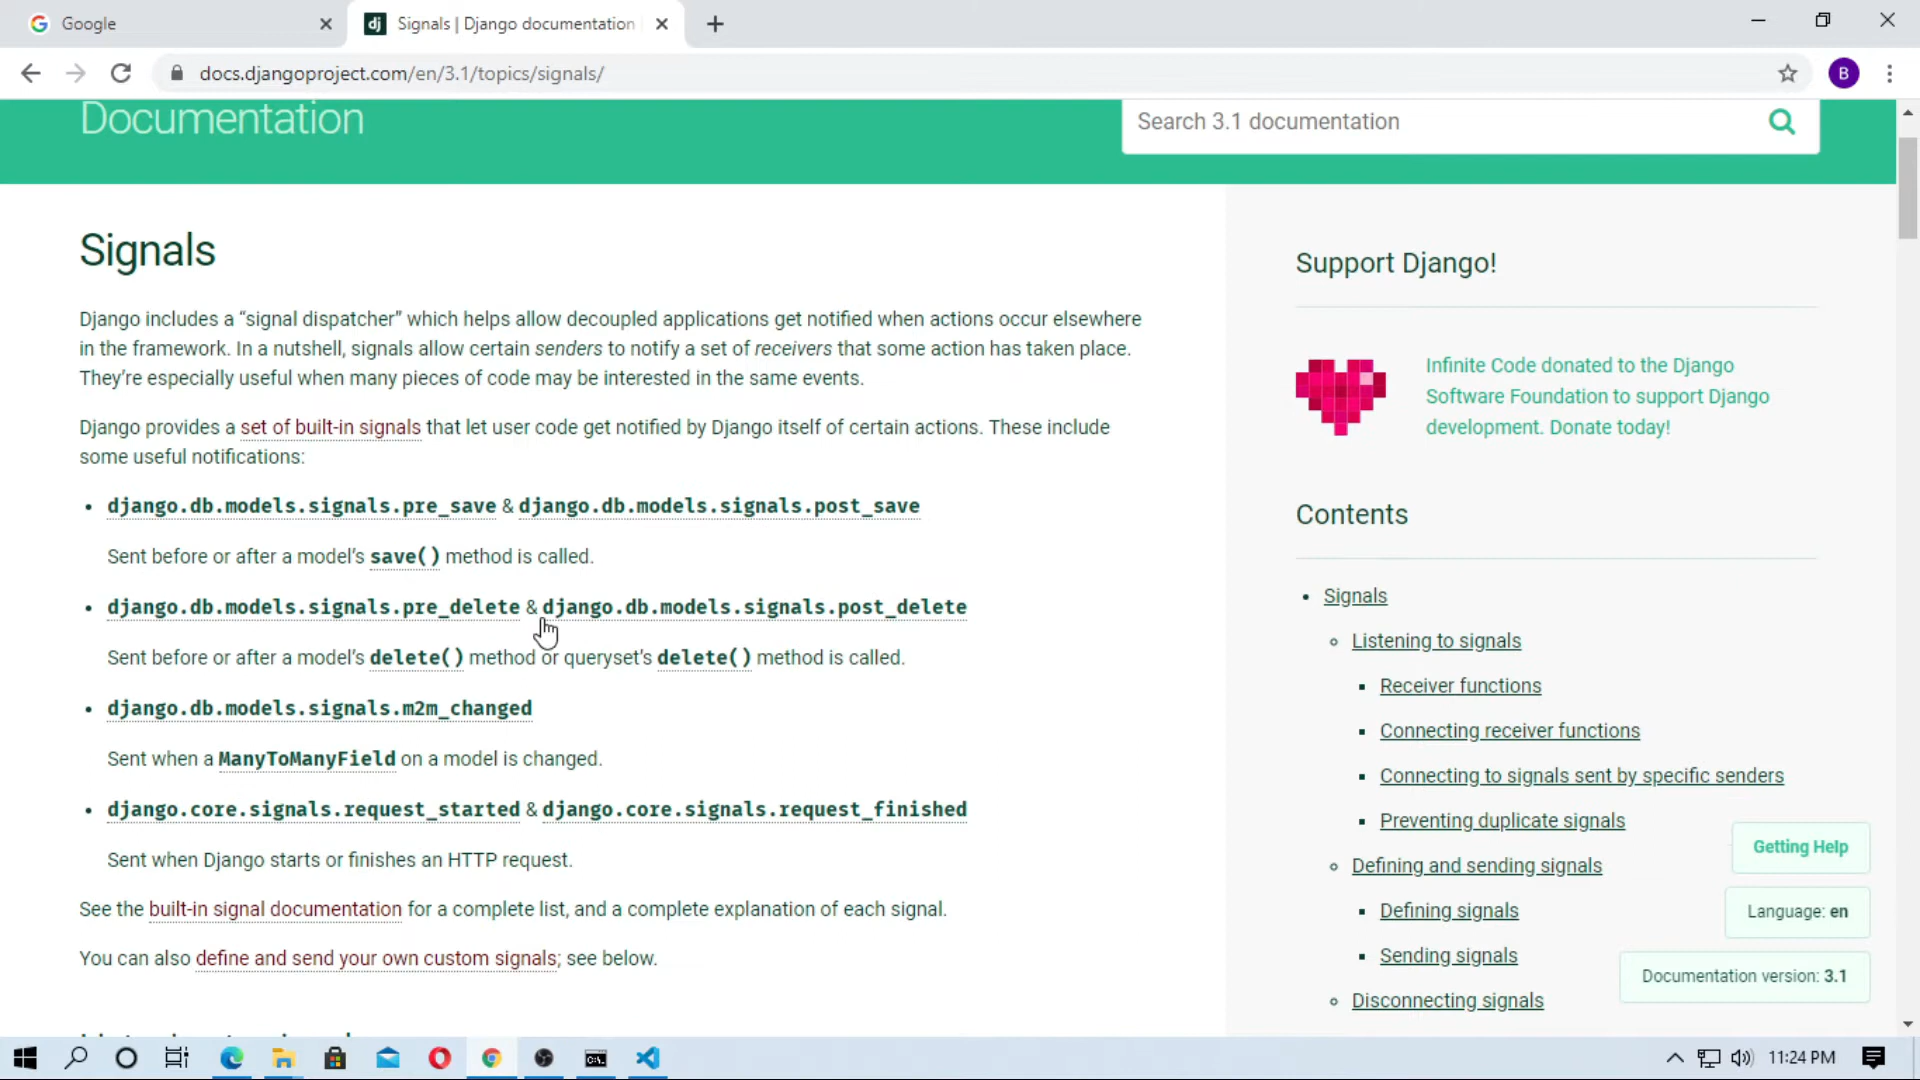 Google
Signals | Django documentation
docs.djangoproject.com/en/3.1/topics/signals/
B
Documentation
Search 3.1 documentation
Signals
Django includes a “signal dispatcher” which helps allow decoupled applications get notified when actions occur elsewhere
in the framework. In a nutshell, signals allow certain senders to notify a set of receivers that some action has taken place.
They’re especially useful when many pieces of code may be interested in the same events.
Django provides a set of built-in signals that let user code get notified by Django itself of certain actions. These include
some useful notifications:
• django.db.models.signals.pre_save & django.db.models.signals.post_save
Sent before or after a model’s save() method is called.
• django.db.models.signals.pre_delete & django.db.models.signals.post_delete
Sent before or after a model’s delete() method or queryset’s delete() method is called.
• django.db.models.signals.m2m_changed
Sent when a ManyToManyField on a model is changed.
• django.core.signals.request_started & django.core.signals.request_finished
Sent when Django starts or finishes an HTTP request.
See the built-in signal documentation for a complete list, and a complete explanation of each signal.
You can also define and send your own custom signals; see below.
Support Django!
Infinite Code donated to the Django
Software Foundation to support Django
development. Donate today!
Contents
Signals
Listening to signals
Receiver functions
Connecting receiver functions
Connecting to signals sent by specific senders
Preventing duplicate signals
Defining and sending signals
Defining signals
Sending signals
Disconnecting signals
Getting Help
Language: en
Documentation version: 3.1
11:24 PM